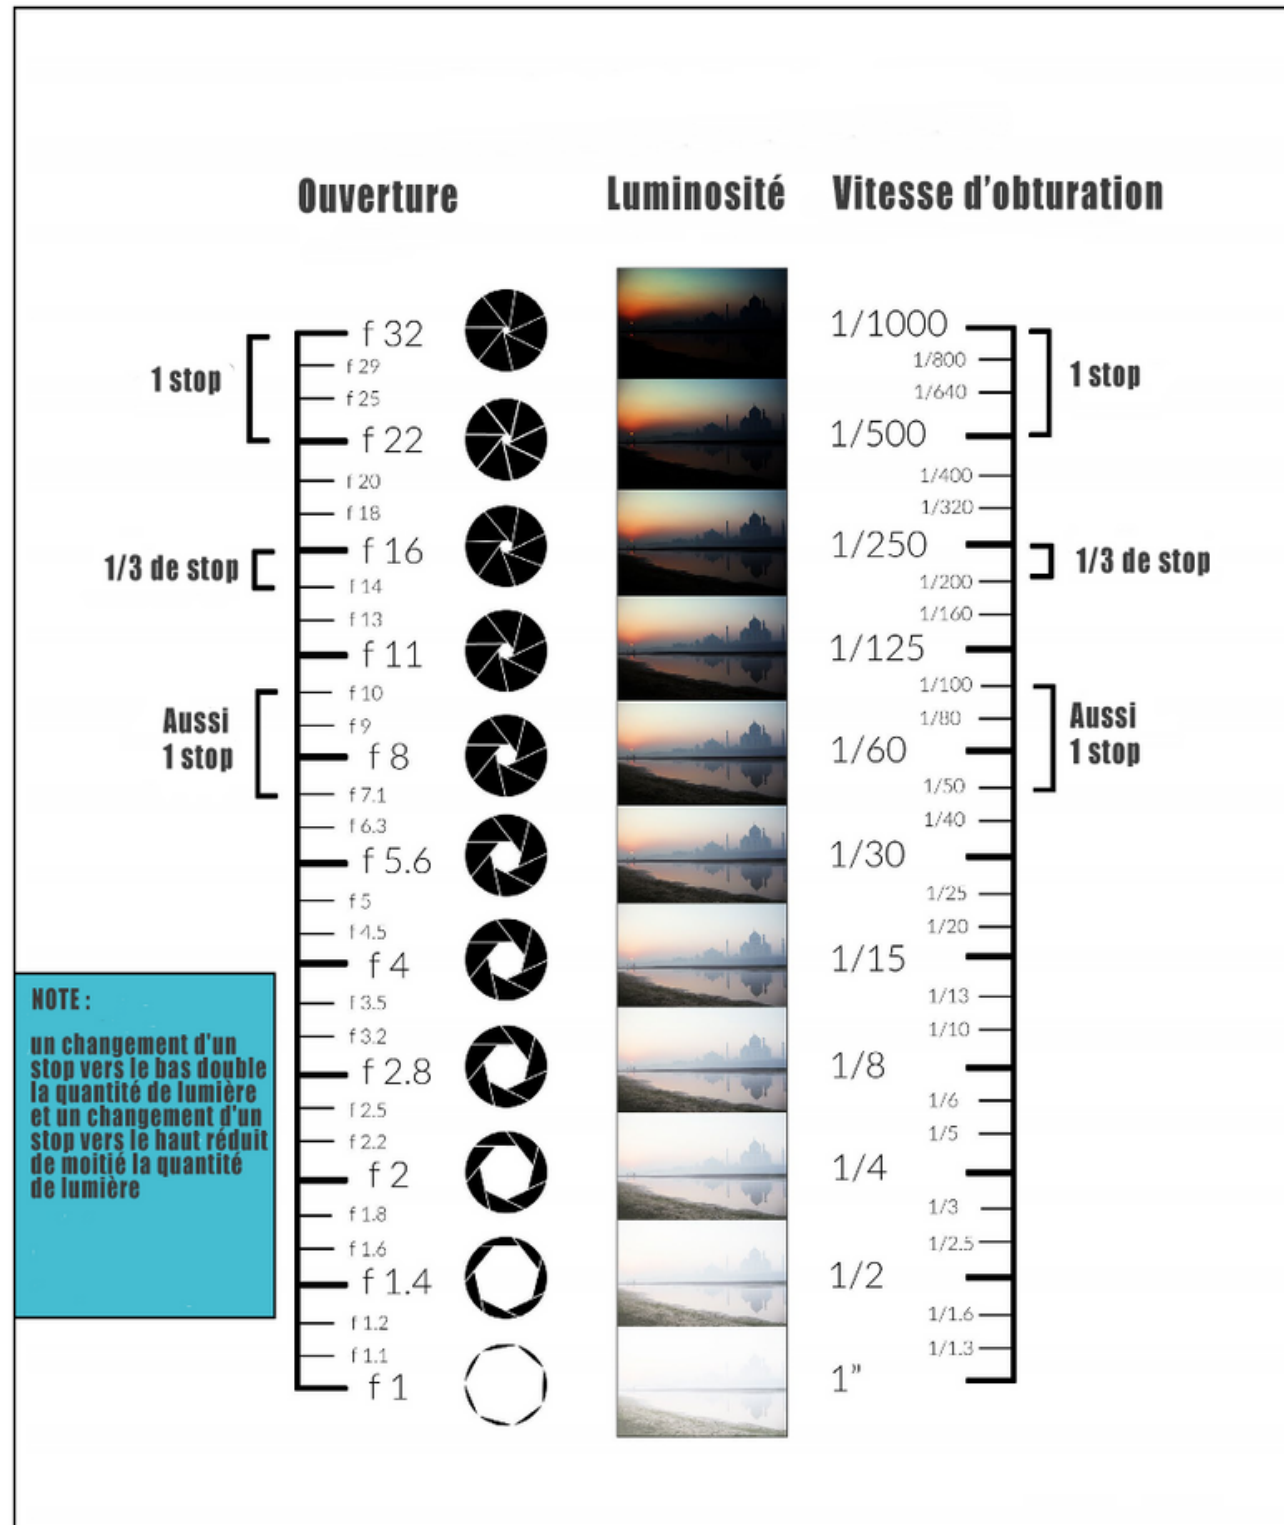 Ouverture
Luminosité
Vitesse d'obturation
f 32
f 29
f 25
f 22
f 20
f 18
f 16
f 14
f 13
f 11
f 10
f 9
f 8
f 7.1
f 6.3
f 5.6
f 5
f 4.5
f 4
f 3.5
f 3.2
f 2.8
f 2.5
f 2.2
f 2
f 1.8
f 1.6
f 1.4
f 1.2
f 1.1
f 1
1 stop
1/3 de stop
Aussi
1 stop
1/1000
1/800
1/640
1/500
1/400
1/320
1/250
1/200
1/160
1/125
1/100
1/80
1/60
1/50
1/40
1/30
1/25
1/20
1/15
1/13
1/10
1/8
1/6
1/5
1/4
1/3
1/2.5
1/2
1/1.6
1/1.3
1”
1 stop
1/3 de stop
Aussi
1 stop
NOTE :
un changement d'un
stop vers le bas double
la quantité de lumière
et un changement d'un
stop vers le haut réduit
de moitié la quantité
de lumière